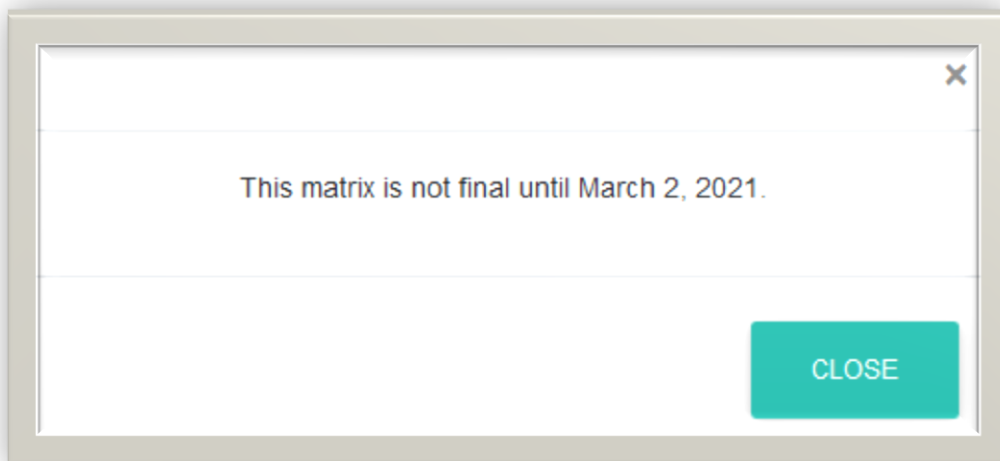 This matrix is not final until March 2, 2021.
CLOSE